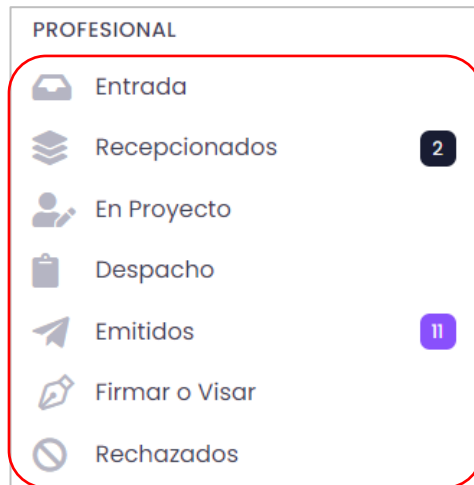 PROFESIONAL
Entrada
Recepcionados 2
En Proyecto
Despacho
Emitidos 11
Firmar o Visar
Rechazados